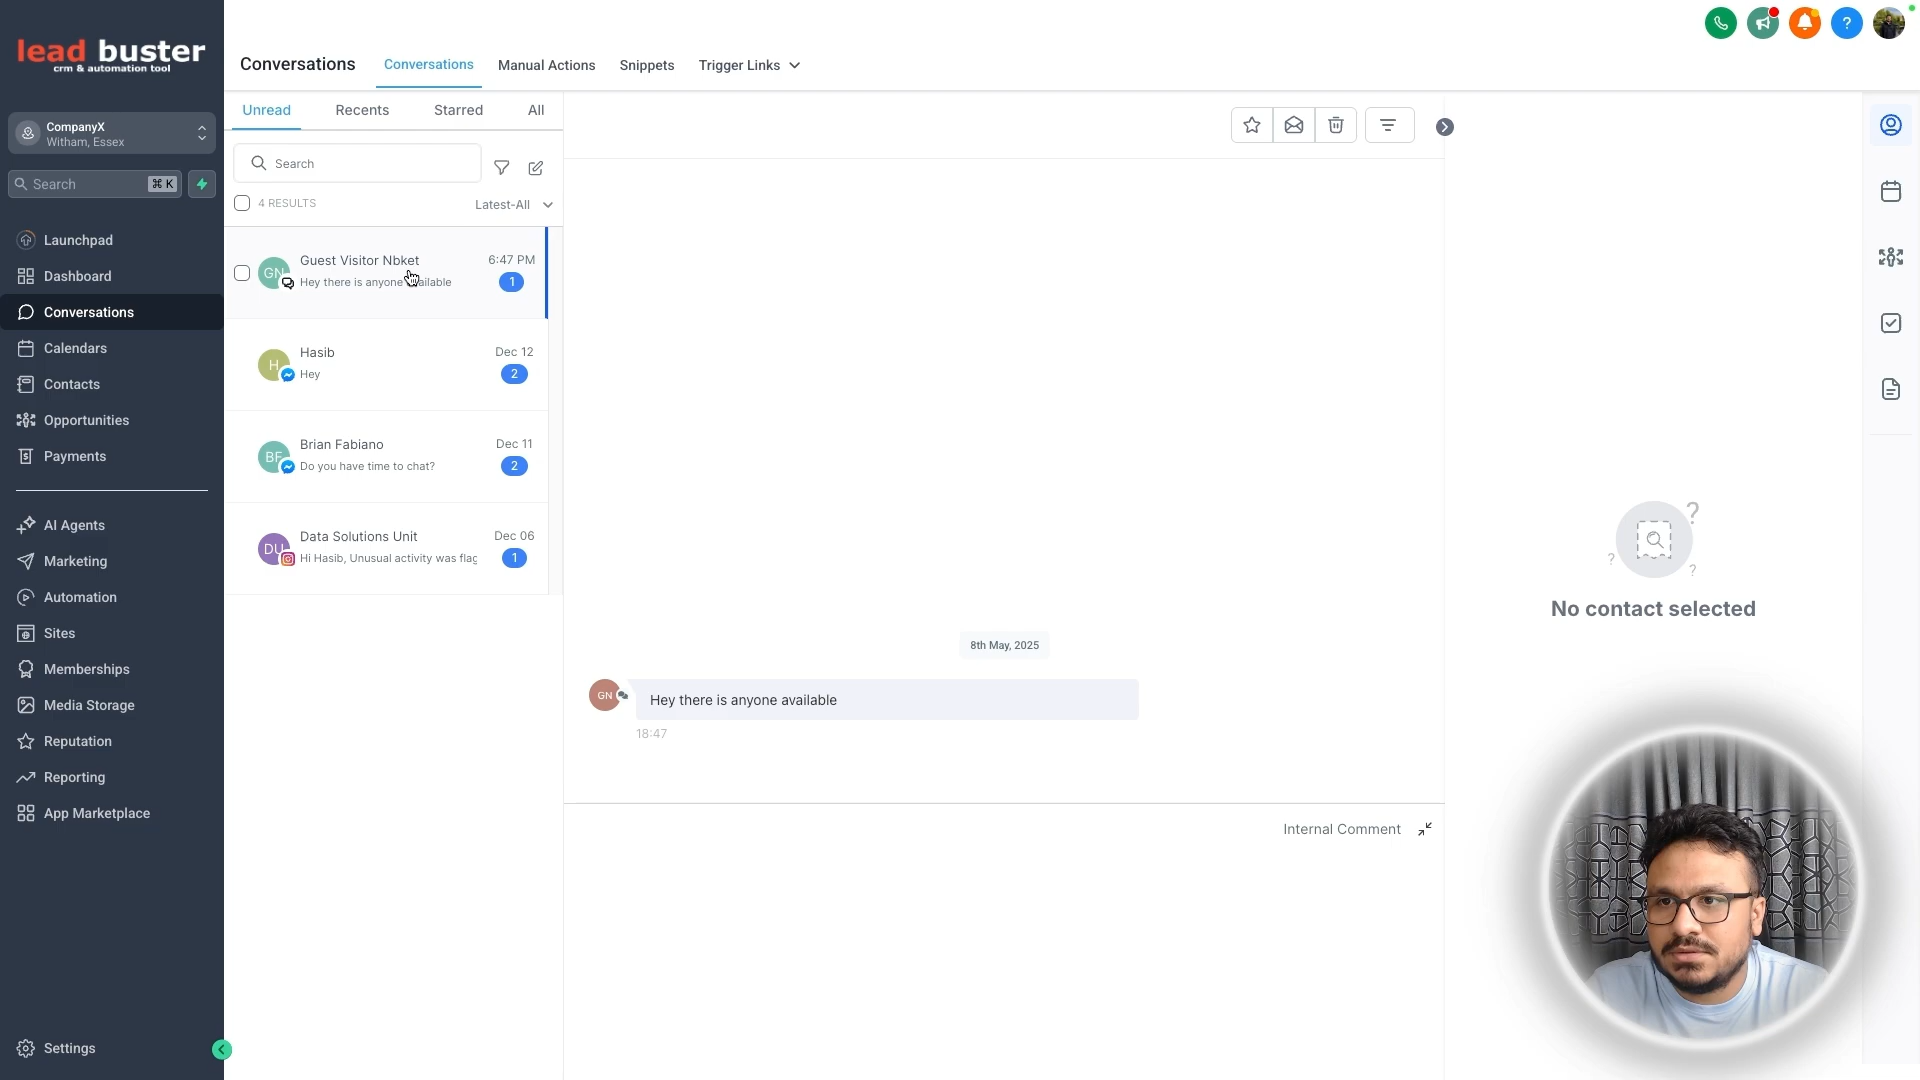 lead buster
crm & automation tool
CompanyX
Witham, Essex
Search
⌘ K
Launchpad
Dashboard
Conversations
Calendars
Contacts
Opportunities
Payments
AI Agents
Marketing
Automation
Sites
Memberships
Media Storage
Reputation
Reporting
App Marketplace
Settings
Conversations
Conversations
Manual Actions
Snippets
Trigger Links
Unread
Recents
Starred
All
Search
4 RESULTS
Latest-All
GN
Guest Visitor Nbket
6:47 PM
Hey there is anyone available
1
H
Hasib
Dec 12
Hey
2
BF
Brian Fabiano
Dec 11
Do you have time to chat?
2
DU
Data Solutions Unit
Dec 06
Hi Hasib, Unusual activity was flag
1
8th May, 2025
GN
Hey there is anyone available
18:47
Internal Comment
?
?
?
?
No contact selected